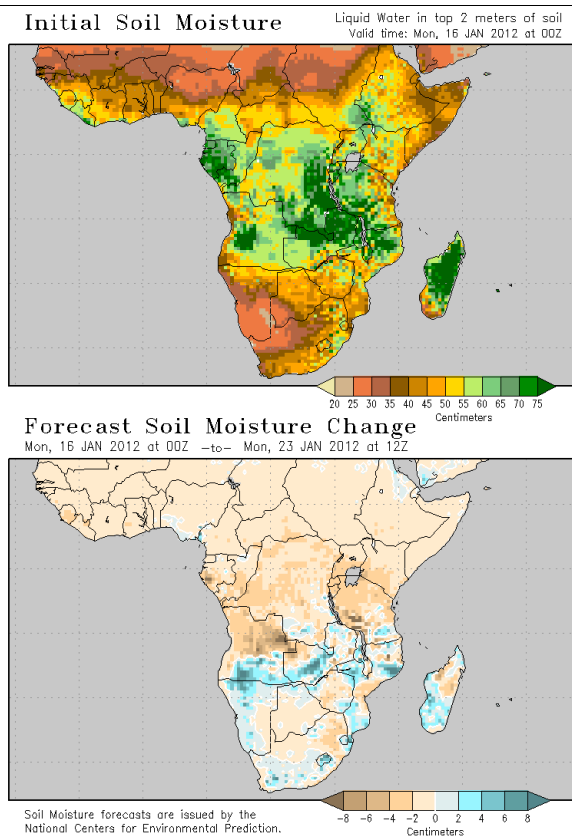 Initial Soil Moisture
Liquid Water in top 2 meters of soil
Valid time: Mon, 16 JAN 2012 at 00Z
20 25 30 35 40 45 50 55 60 65 70 75
Centimeters
Forecast Soil Moisture Change
Mon, 16 JAN 2012 at 00Z —to— Mon, 23 JAN 2012 at 12Z
-8 -6 -4 -2 0 2 4 6 8
Centimeters
Soil Moisture forecasts are issued by the
National Centers for Environmental Prediction.